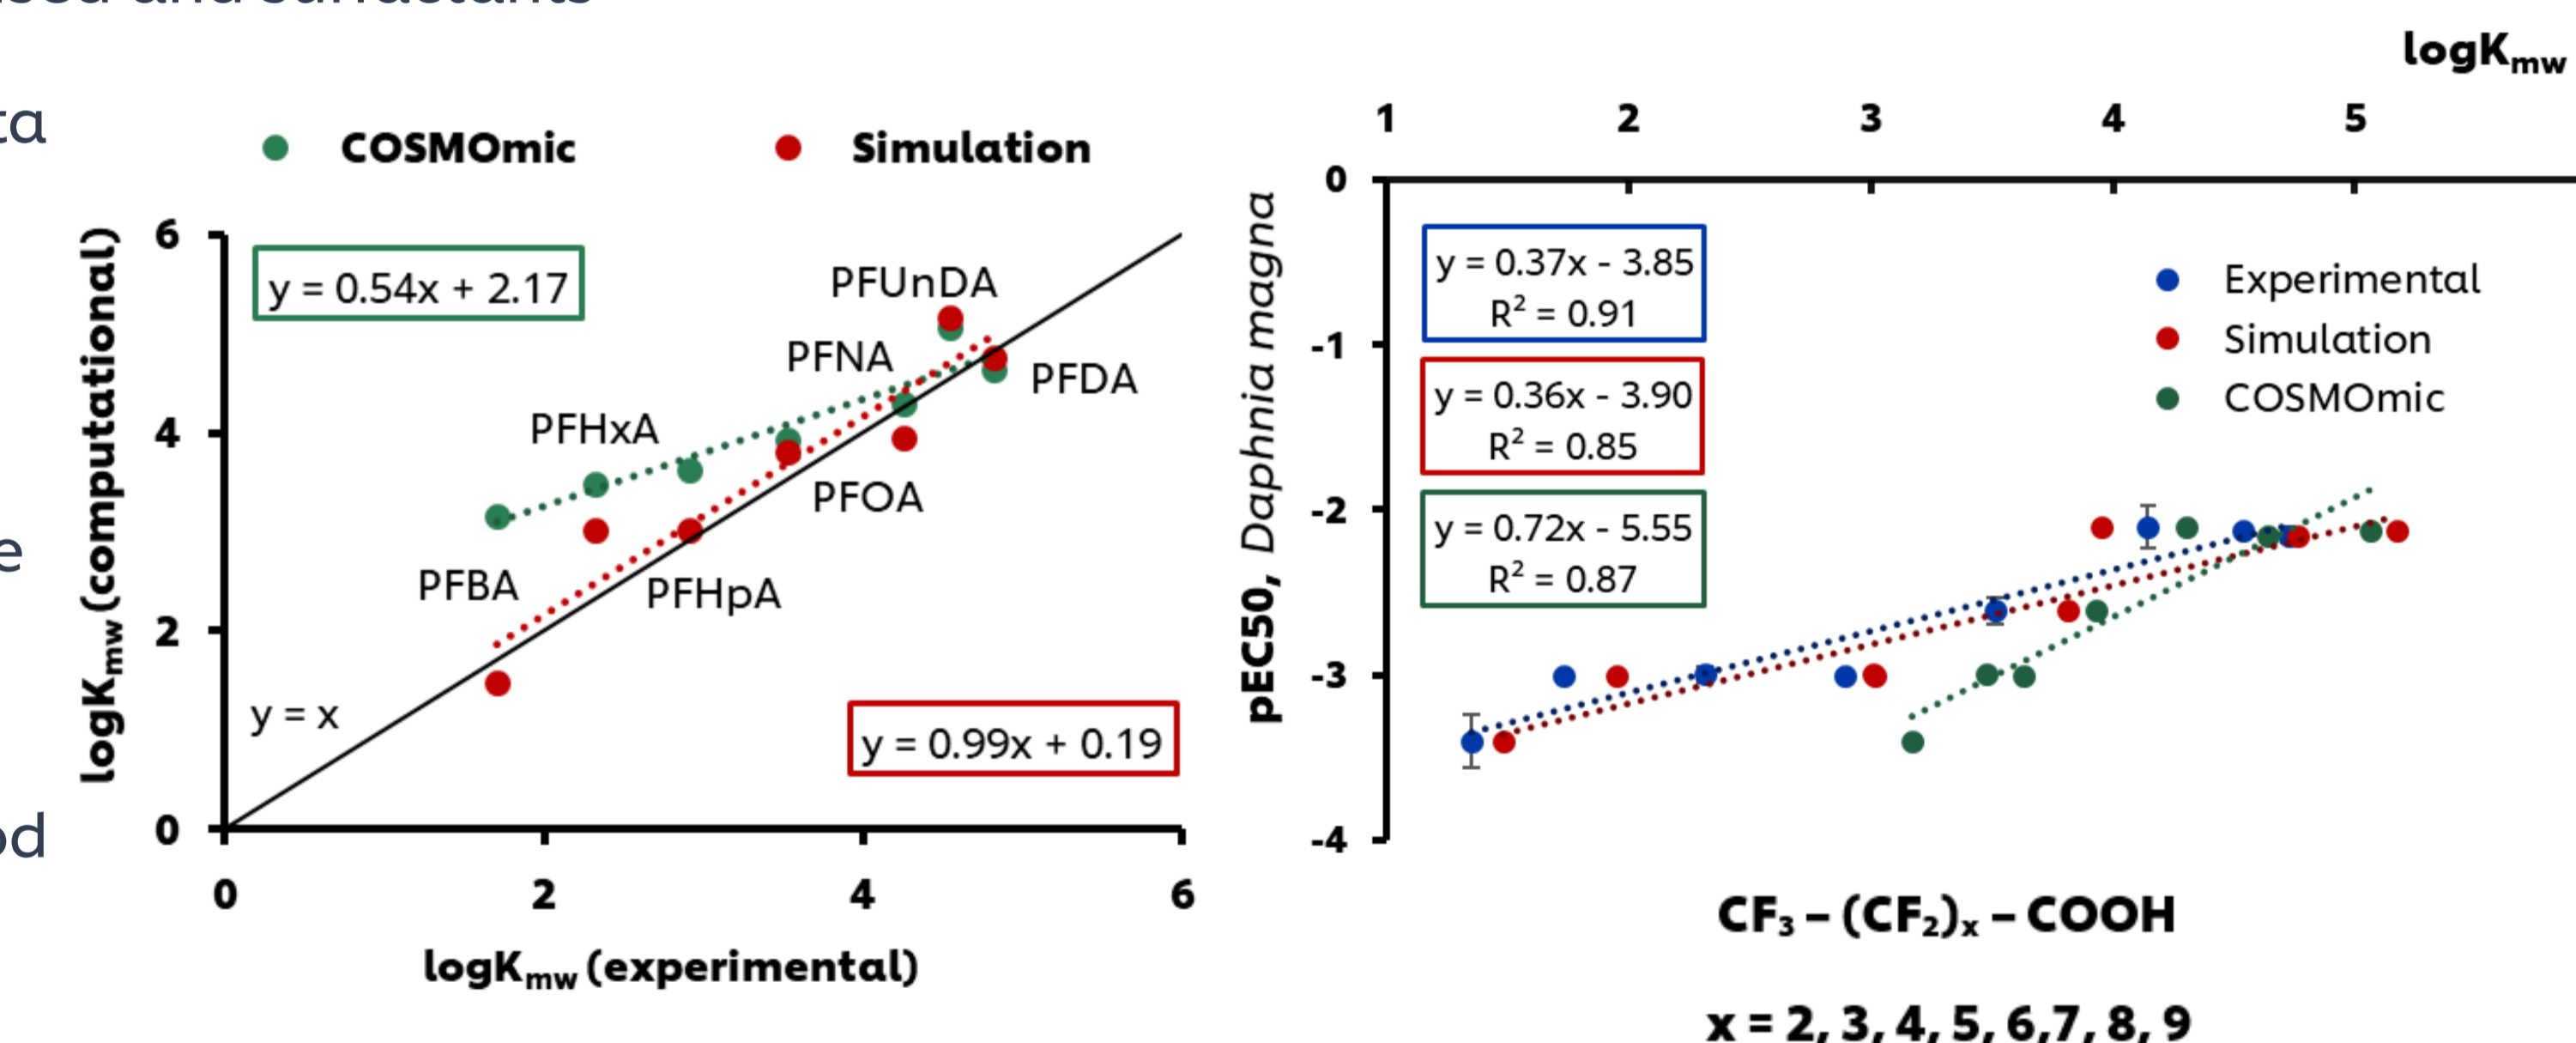 and surfactants
COSMOmic
Simulation
logKmw (computational)
6
4
2
0
y = 0.54x + 2.17
PFUnDA
PFNA
PFDA
PFHxA
PFOA
PFBA
PFHpA
y = x
y = 0.99x + 0.19
0
2
4
6
logKmw (experimental)
logKmw
1
2
3
4
5
pEC50, Daphnia magna
0
-1
-2
-3
-4
y = 0.37x - 3.85
R² = 0.91
y = 0.36x - 3.90
R² = 0.85
y = 0.72x - 5.55
R² = 0.87
Experimental
Simulation
COSMOmic
CF₃ – (CF₂)ₓ – COOH
x = 2, 3, 4, 5, 6,7, 8, 9